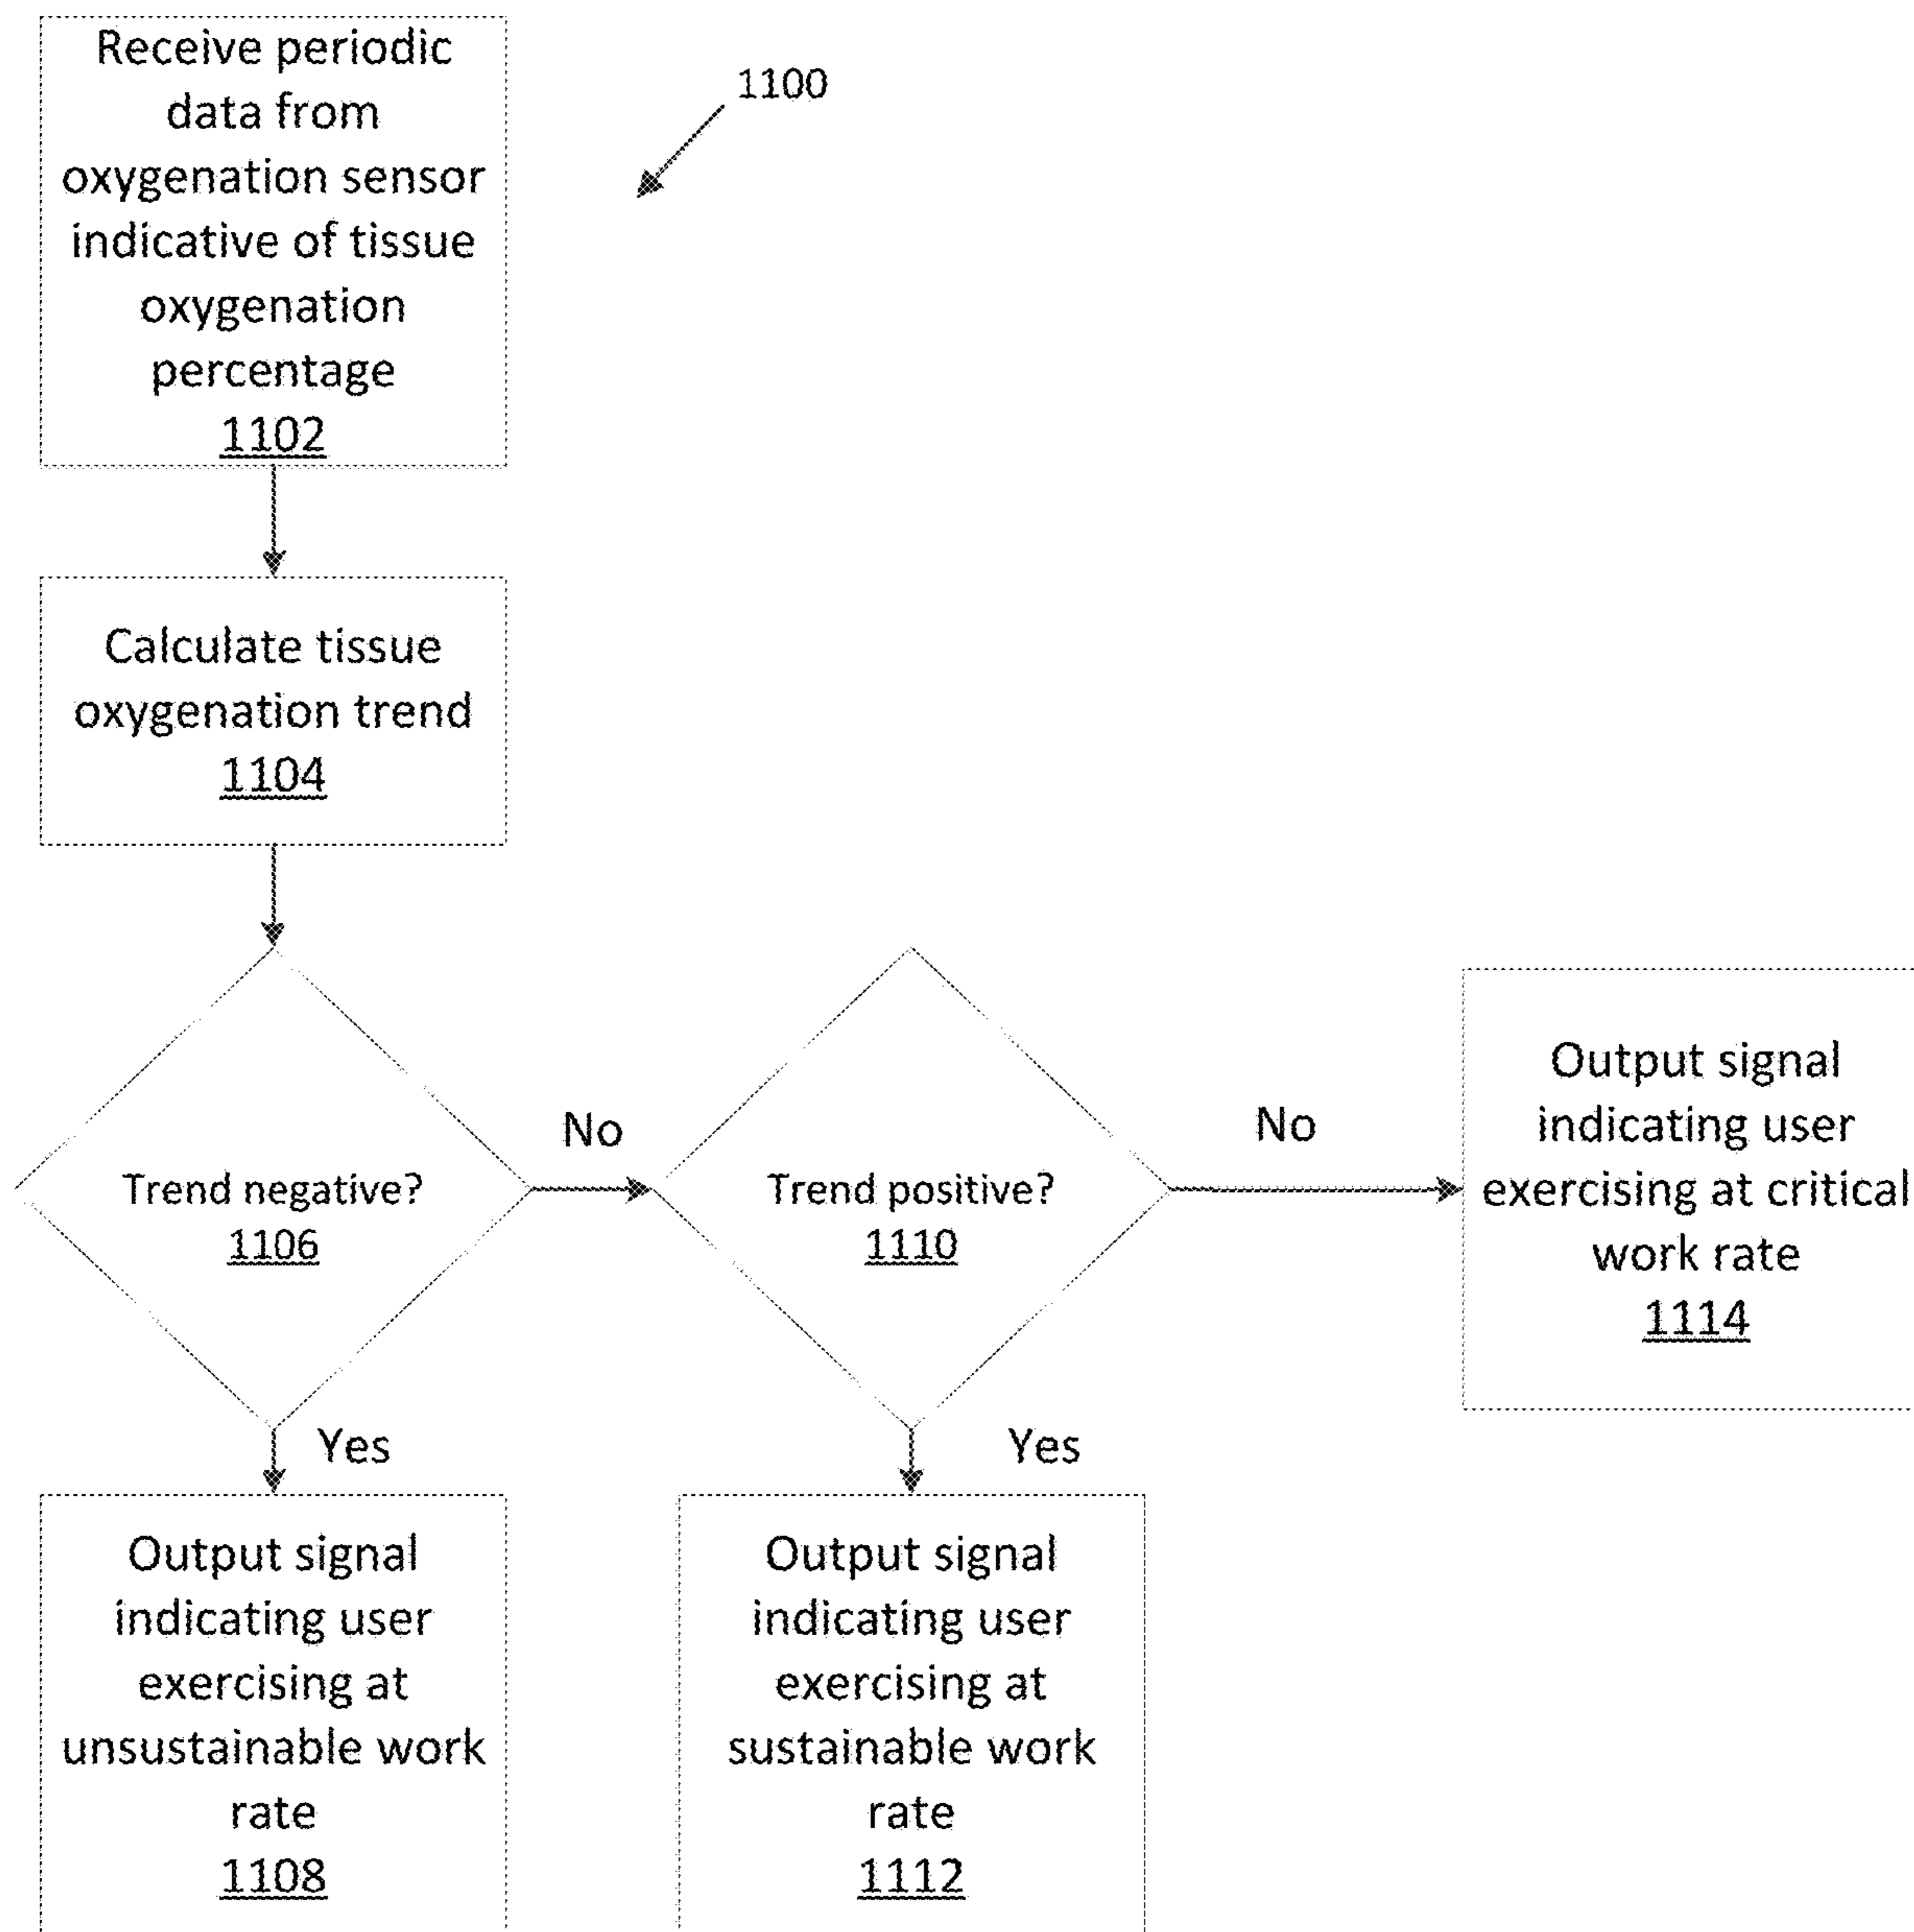 Receive periodic
data from
oxygenation sensor
indicative of tissue
oxygenation
percentage
1102
1100
Calculate tissue
oxygenation trend
1104
Trend negative?
1106
No
Trend positive?
1110
No
Output signal
indicating user
exercising at critical
work rate
1114
Yes
Output signal
indicating user
exercising at
unsustainable work
rate
1108
Yes
Output signal
indicating user
exercising at
sustainable work
rate
1112